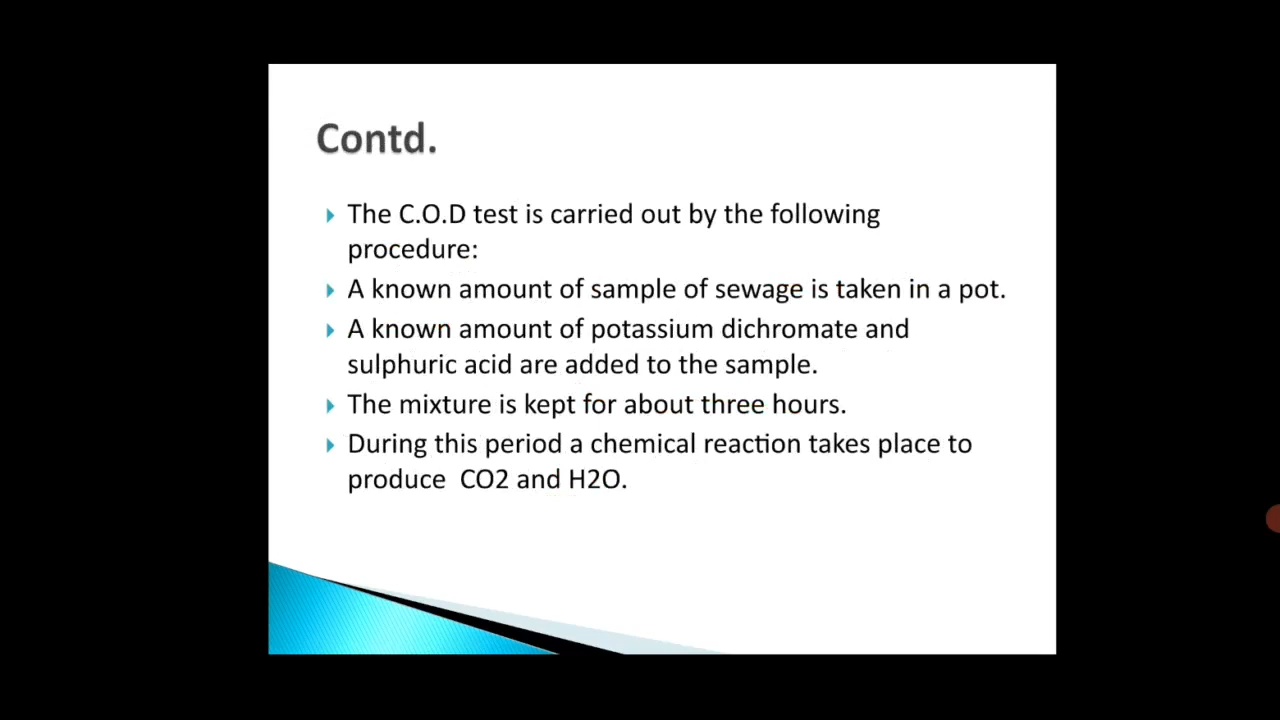 Contd.
The C.O.D test is carried out by the following
procedure:
A known amount of sample of sewage is taken in a pot.
A known amount of potassium dichromate and
sulphuric acid are added to the sample.
The mixture is kept for about three hours.
During this period a chemical reaction takes place to
produce  CO2 and H2O.